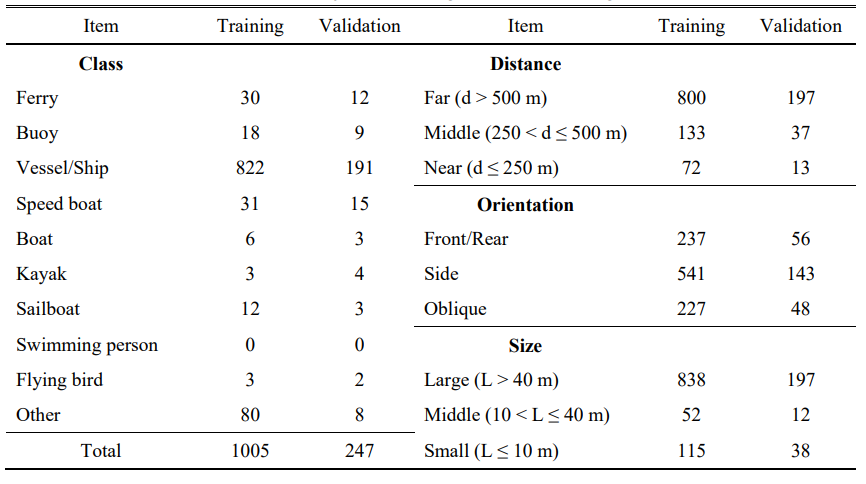 Item Training Validation Item Training Validation
Class Distance
Ferry 30 12 Far (d > 500 m) 800 197
Buoy 18 9 Middle (250 < d ≤ 500 m) 133 37
Vessel/Ship 822 191 Near (d ≤ 250 m) 72 13
Speed boat 31 15 Orientation
Boat 6 3 Front/Rear 237 56
Kayak 3 4 Side 541 143
Sailboat 12 3 Oblique 227 48
Swimming person 0 0 Size
Flying bird 3 2 Large (L > 40 m) 838 197
Other 80 8 Middle (10 < L ≤ 40 m) 52 12
Total 1005 247 Small (L ≤ 10 m) 115 38